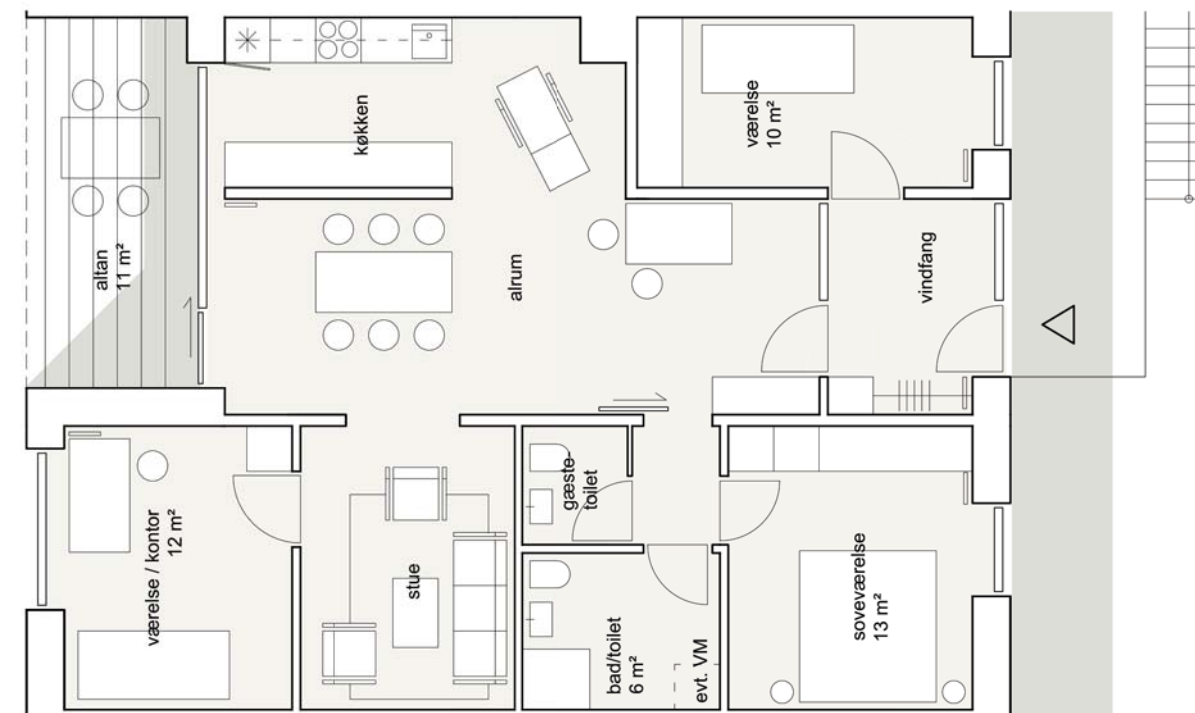 køkken
værelse
10 m²
altan
11 m²
alrum
vindfang
værelse / kontor
12 m²
stue
gæste-
toilet
bad/toilet
6 m²
evt. VM
soveværelse
13 m²